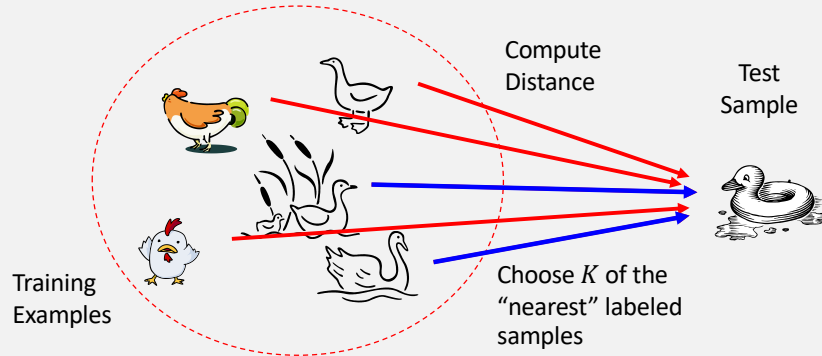 Compute
Distance
Test
Sample
Training
Examples
Choose K of the
“nearest” labeled
samples